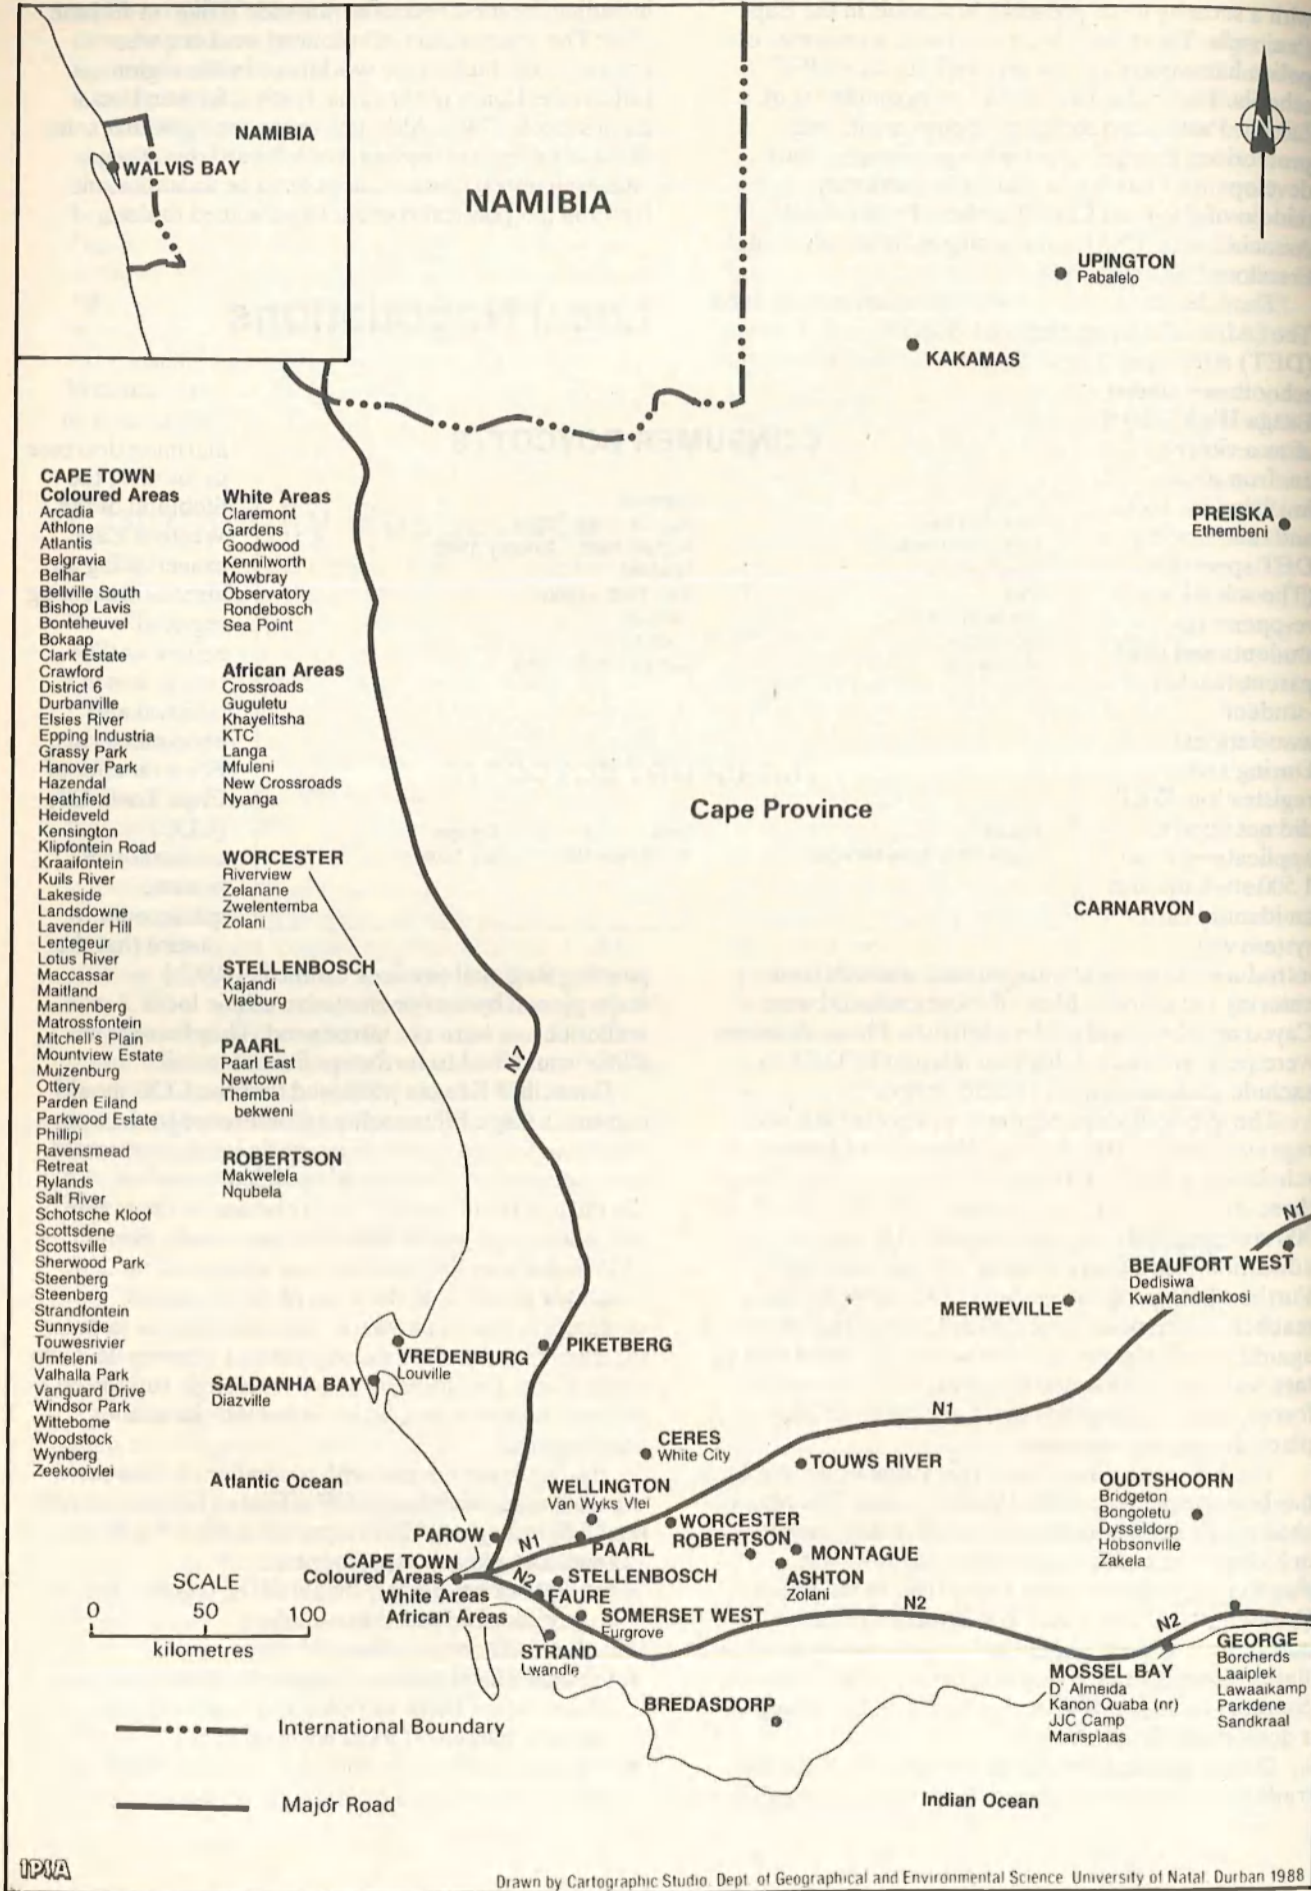 NAMIBIA
WALVIS BAY
NAMIBIA
N
UPINGTON
Pabalelo
KAKAMAS
CAPE TOWN
Coloured Areas
Arcadia
Athlone
Atlantis
Belgravia
Belhar
Bellville South
Bishop Lavis
Bonteheuvel
Bokaap
Clark Estate
Crawford
District 6
Durbanville
Elsies River
Epping Industria
Grassy Park
Hanover Park
Hazendal
Heathfield
Heideveld
Kensington
Klipfontein Road
Kraaifontein
Kuils River
Lakeside
Landsdowne
Lavender Hill
Lentegeur
Lotus River
Maccassar
Maitland
Mannenberg
Matrossfontein
Mitchell's Plain
Mountview Estate
Muizenburg
Ottery
Parden Eiland
Parkwood Estate
Phillipi
Ravensmead
Retreat
Rylands
Salt River
Schotsche Kloof
Scottsdene
Scottsville
Sherwood Park
Steenberg
Steenberg
Strandfontein
Sunnyside
Touwesrivier
Umfeleni
Valhalla Park
Vanguard Drive
Windsor Park
Wittebome
Woodstock
Wynberg
Zeekooivlei
White Areas
Claremont
Gardens
Goodwood
Kennilworth
Mowbray
Observatory
Rondebosch
Sea Point
African Areas
Crossroads
Guguletu
Khayelitsha
KTC
Langa
Mfuleni
New Crossroads
Nyanga
WORCESTER
Riverview
Zelanane
Zwelentemba
Zolani
STELLENBOSCH
Kajandi
Vlaeburg
PAARL
Paarl East
Newtown
Themba
bekweni
ROBERTSON
Makwelela
Nqubela
PREISKA
Ethembeni
Cape Province
CARNARVON
N7
N1
BEAUFORT WEST
Dedisiwa
KwaMandlenkosi
MERWEVILLE
PIKETBERG
VREDENBURG
Louville
SALDANHA BAY
Diazville
N1
CERES
White City
TOUWS RIVER
Atlantic Ocean
WELLINGTON
Van Wyks Vlei
OUDTSHOORN
Bridgeton
Bongoletu
Dysseldorp
Hobsonville
Zakela
PAROW
N1
WORCESTER
ROBERTSON
PAARL
MONTAGUE
CAPE TOWN
Coloured Areas
White Areas
African Areas
N2
STELLENBOSCH
ASHTON
Zolani
FAURE
N2
SOMERSET WEST
Eurgrove
STRAND
Lwandle
N2
GEORGE
Borcherds
Laaiplek
Lawaaikamp
Parkdene
Sandkraal
MOSSEL BAY
D' Almeida
Kanon Quaba (nr)
JJC Camp
Marisplaas
BREDASDORP
SCALE
0 50 100
kilometres
International Boundary
Major Road
Indian Ocean
IPSA
Drawn by Cartographic Studio. Dept. of Geographical and Environmental Science University of Natal. Durban 1988